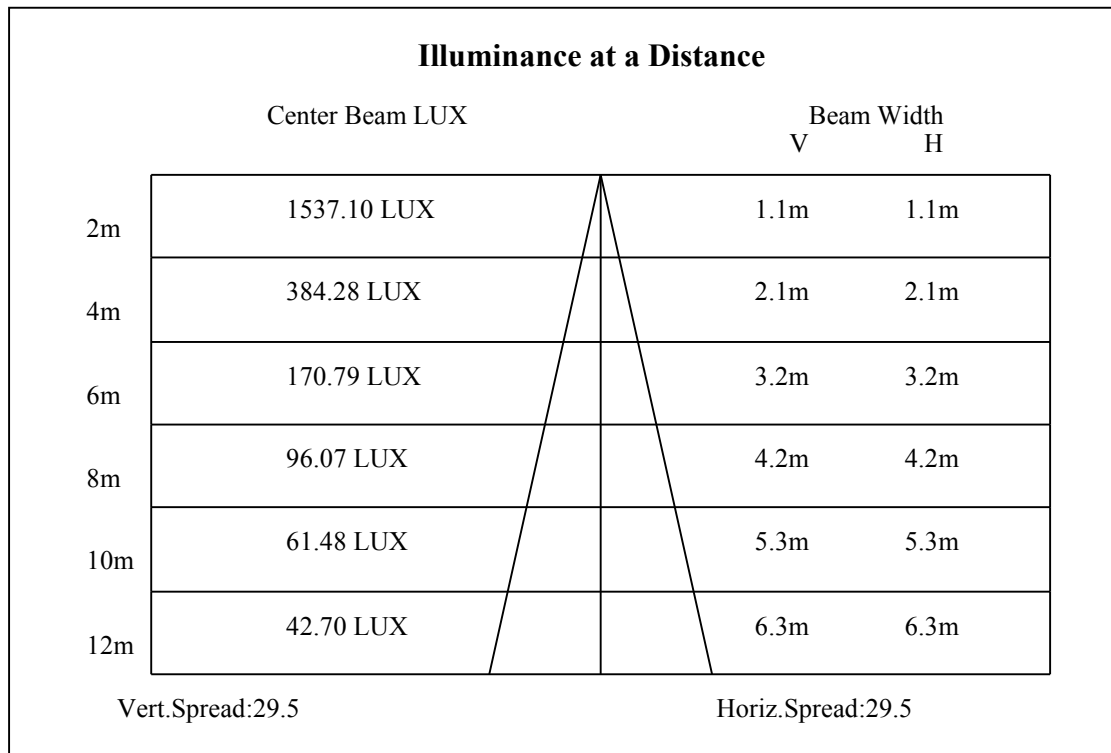 Illuminance at a Distance
Center Beam LUX Beam Width
V H
2m 1537.10 LUX 1.1m 1.1m
4m 384.28 LUX 2.1m 2.1m
6m 170.79 LUX 3.2m 3.2m
8m 96.07 LUX 4.2m 4.2m
10m 61.48 LUX 5.3m 5.3m
12m 42.70 LUX 6.3m 6.3m
Vert.Spread:29.5 Horiz.Spread:29.5